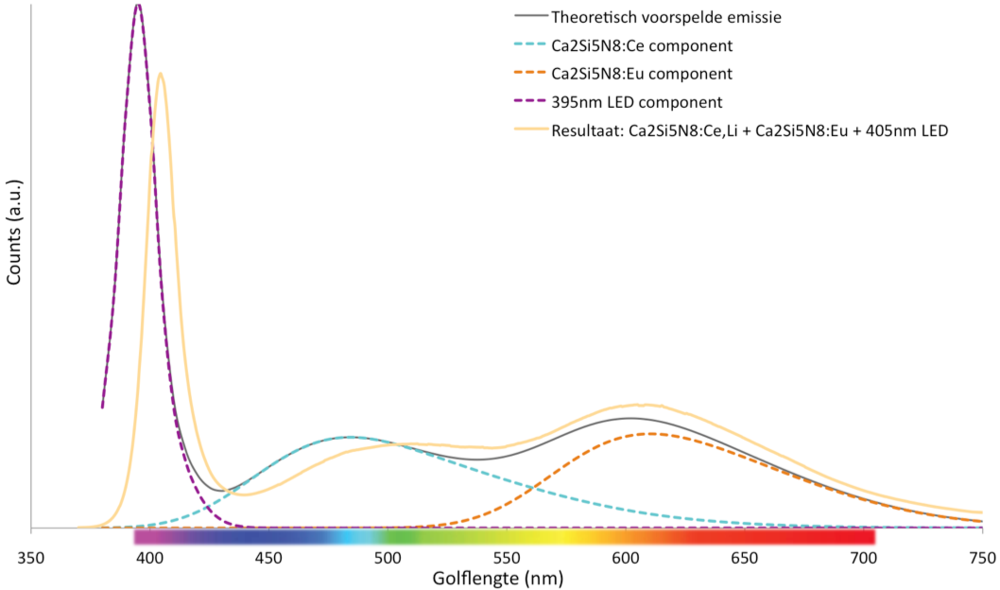 Theoretisch voorspelde emissie
Ca2Si5N8:Ce component
Ca2Si5N8:Eu component
395nm LED component
Resultaat: Ca2Si5N8:Ce,Li + Ca2Si5N8:Eu + 405nm LED
Counts (a.u.)
350 400 450 500 550 600 650 700 750
Golflengte (nm)